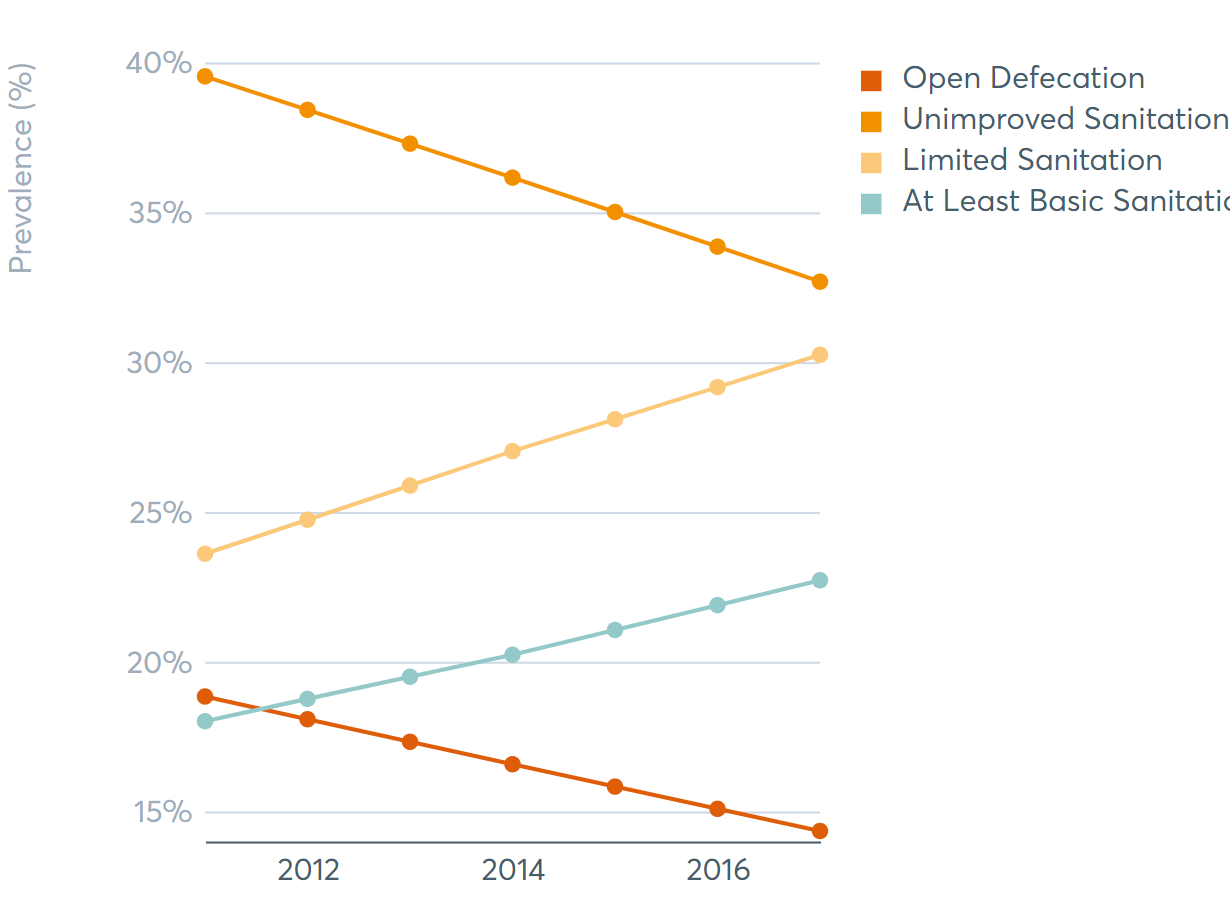 Prevalence (%)
40%
35%
30%
25%
20%
15%
2012
2014
2016
Open Defecation
Unimproved Sanitation
Limited Sanitation
At Least Basic Sanitatio